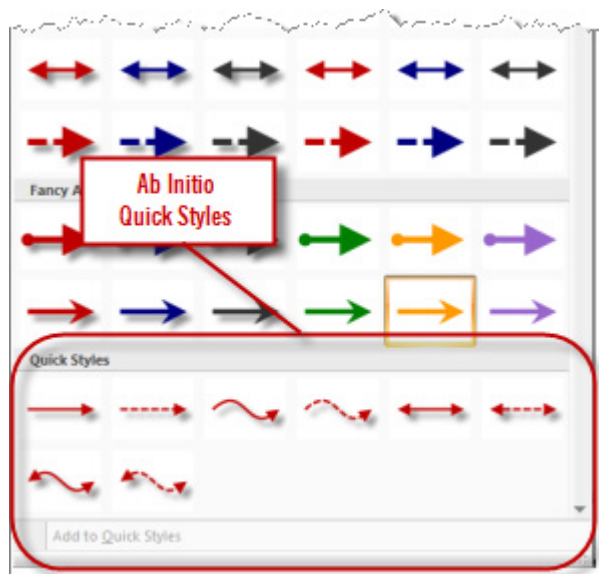 Ab Initio
Quick Styles
Fancy A
Quick Styles
Add to Quick Styles